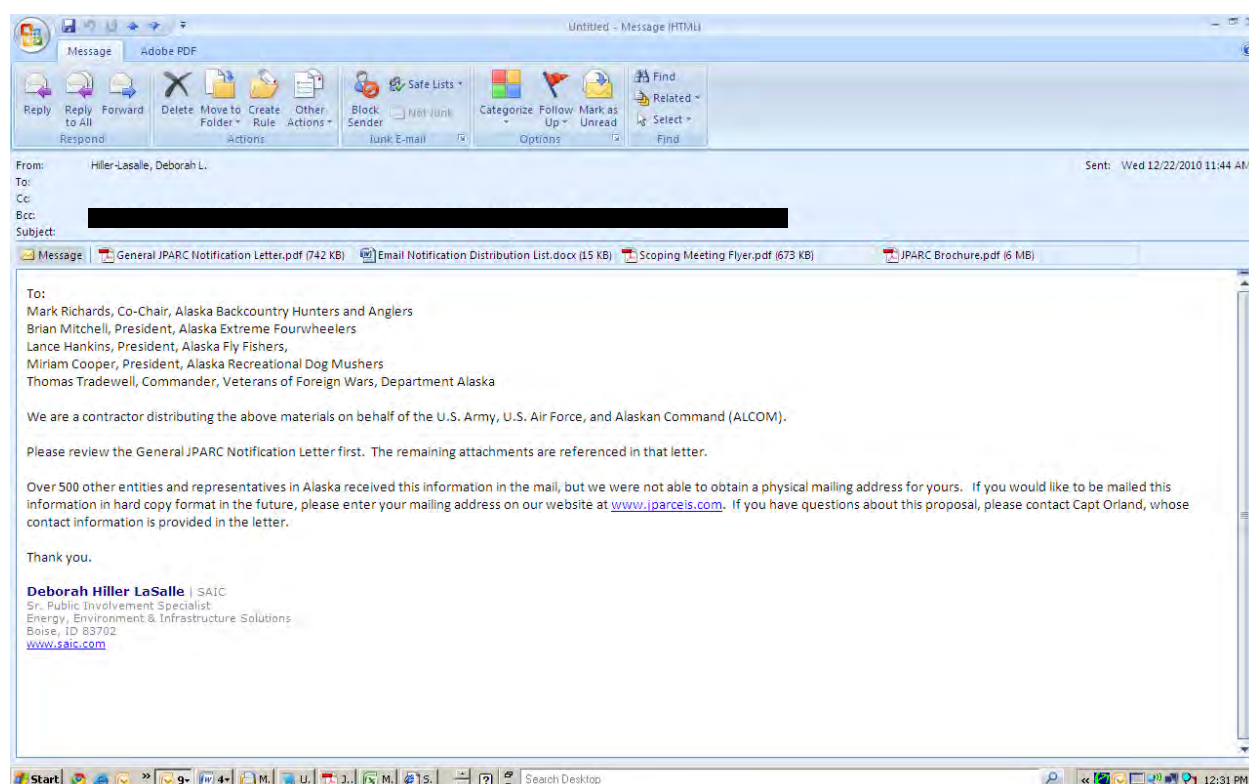 Untitled - Message (HTML)
Message Adobe PDF
Reply Reply to All Forward Delete Move to Folder Create Rule Other Actions Block Sender Safe Lists Not Junk Categorize Follow Up Mark as Unread Find Related Select
Respond Actions Junk E-mail Options Find
From: Hiller-Lasalle, Deborah L. Sent: Wed 12/22/2010 11:44 AM
To:
Cc:
Bcc:
Subject:
Message General JPARC Notification Letter.pdf (742 KB) Email Notification Distribution List.docx (15 KB) Scoping Meeting Flyer.pdf (673 KB) JPARC Brochure.pdf (6 MB)
To:
Mark Richards, Co-Chair, Alaska Backcountry Hunters and Anglers
Brian Mitchell, President, Alaska Extreme Fourwheelers
Lance Hankins, President, Alaska Fly Fishers,
Miriam Cooper, President, Alaska Recreational Dog Mushers
Thomas Tradewell, Commander, Veterans of Foreign Wars, Department Alaska
We are a contractor distributing the above materials on behalf of the U.S. Army, U.S. Air Force, and Alaskan Command (ALCOM).
Please review the General JPARC Notification Letter first. The remaining attachments are referenced in that letter.
Over 500 other entities and representatives in Alaska received this information in the mail, but we were not able to obtain a physical mailing address for yours. If you would like to be mailed this
information in hard copy format in the future, please enter your mailing address on our website at www.jparceis.com. If you have questions about this proposal, please contact Capt Orland, whose
contact information is provided in the letter.
Thank you.
Deborah Hiller LaSalle | SAIC
Sr. Public Involvement Specialist
Energy, Environment & Infrastructure Solutions
Boise, ID 83702
www.saic.com
Start 9 4 M. U. J.. M. S. Search Desktop 12:31 PM